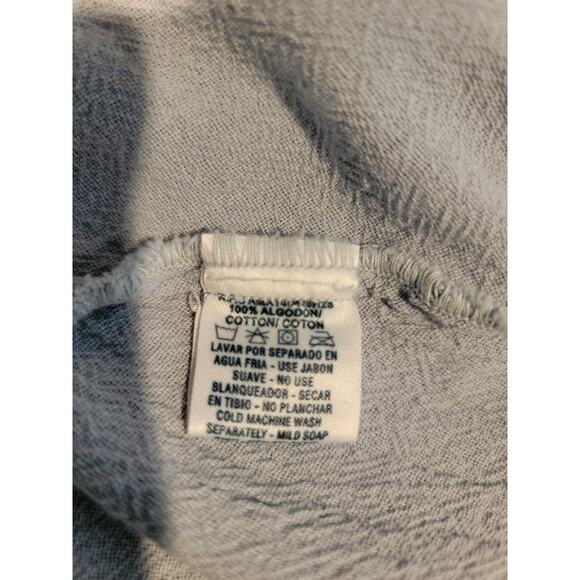 100% ALGODON/
COTTON/ COTON
LAVAR POR SEPARADO EN
AGUA FRIA - USE JABON
SUAVE - NO USE
BLANQUEADOR - SECAR
EN TIBIO - NO PLANCHAR
COLD MACHINE WASH
SEPARATELY - MILD SOAP